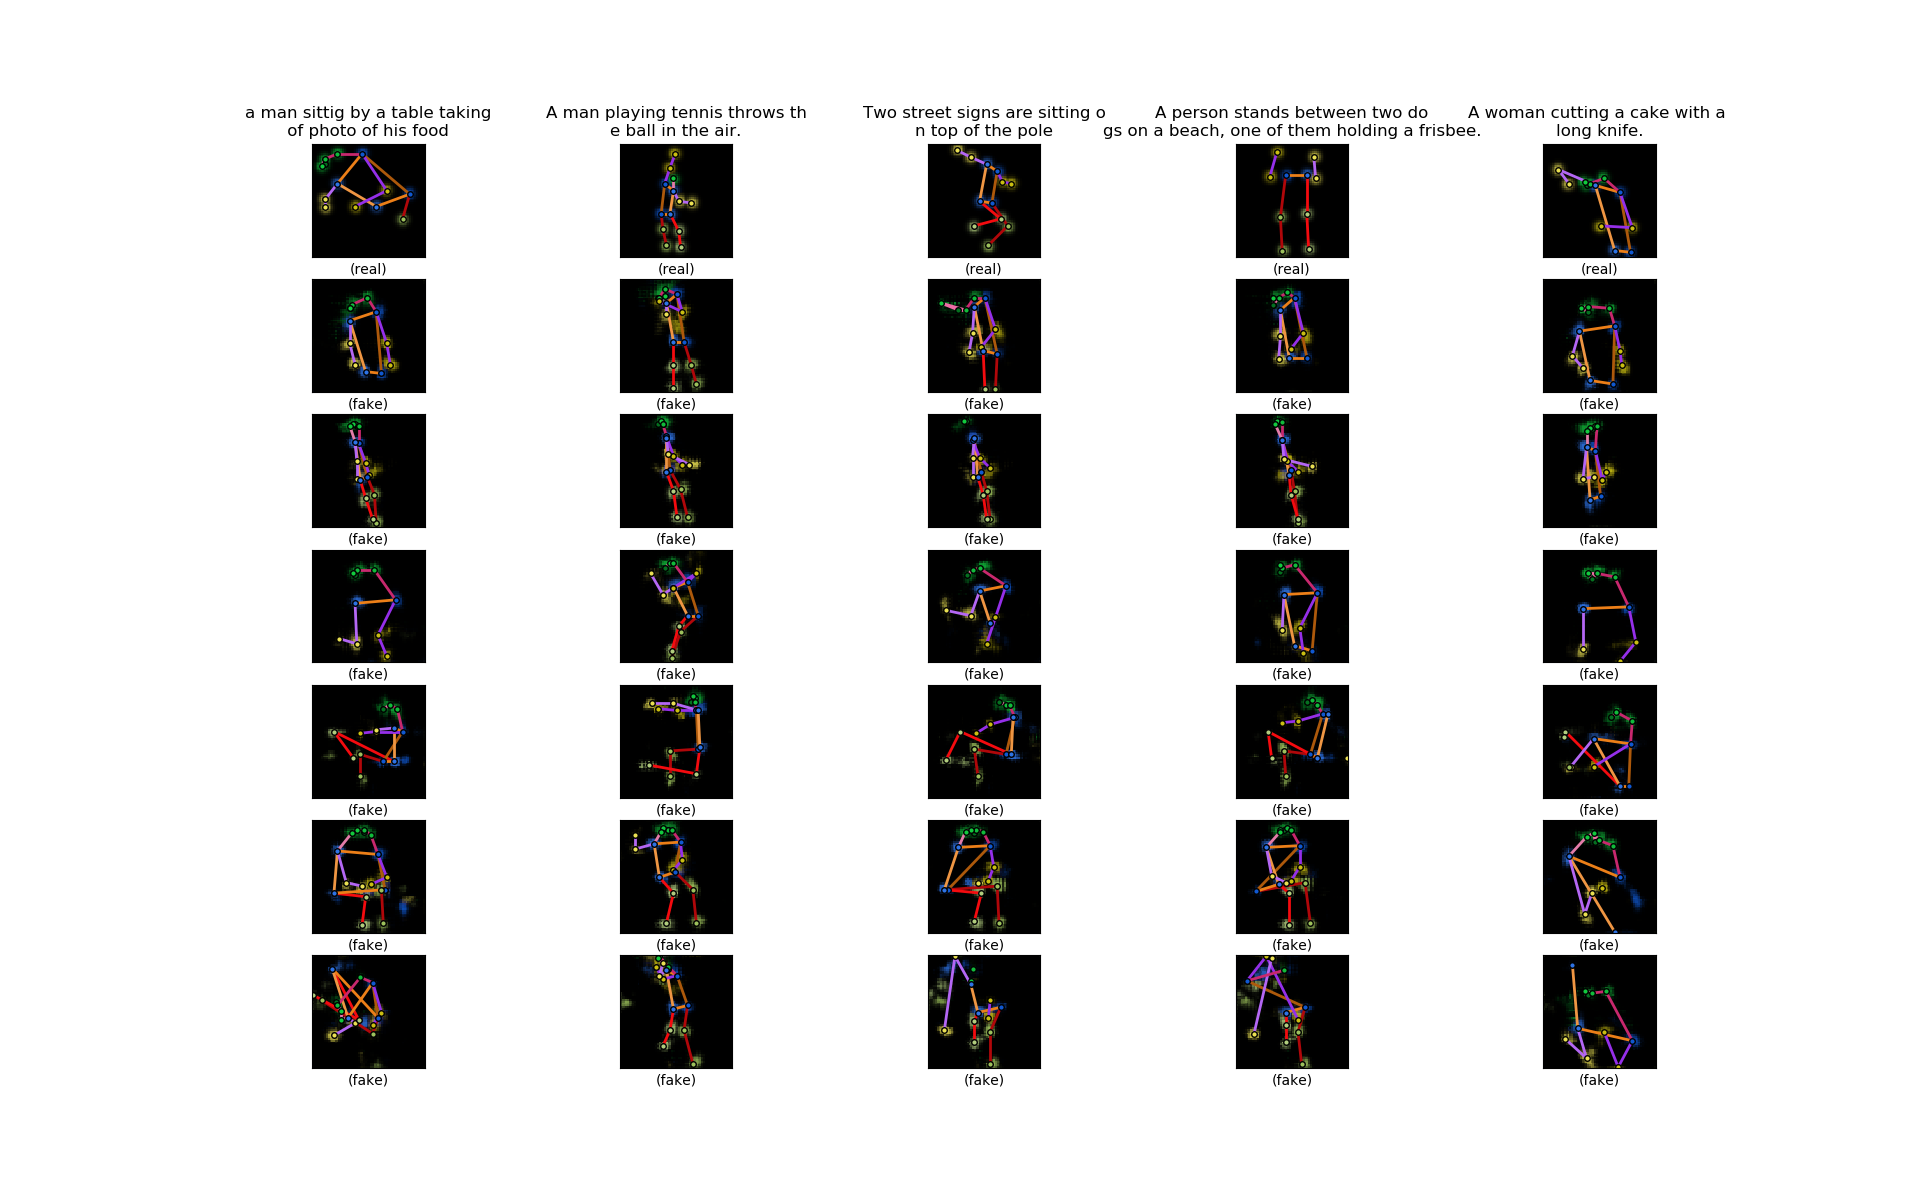 a man sittig by a table taking
of photo of his food
A man playing tennis throws th
e ball in the air.
Two street signs are sitting o
n top of the pole
A person stands between two do
gs on a beach, one of them holding a frisbee.
A woman cutting a cake with a
long knife.
(real) (real) (real) (real) (real)
(fake) (fake) (fake) (fake) (fake)
(fake) (fake) (fake) (fake) (fake)
(fake) (fake) (fake) (fake) (fake)
(fake) (fake) (fake) (fake) (fake)
(fake) (fake) (fake) (fake) (fake)
(fake) (fake) (fake) (fake) (fake)